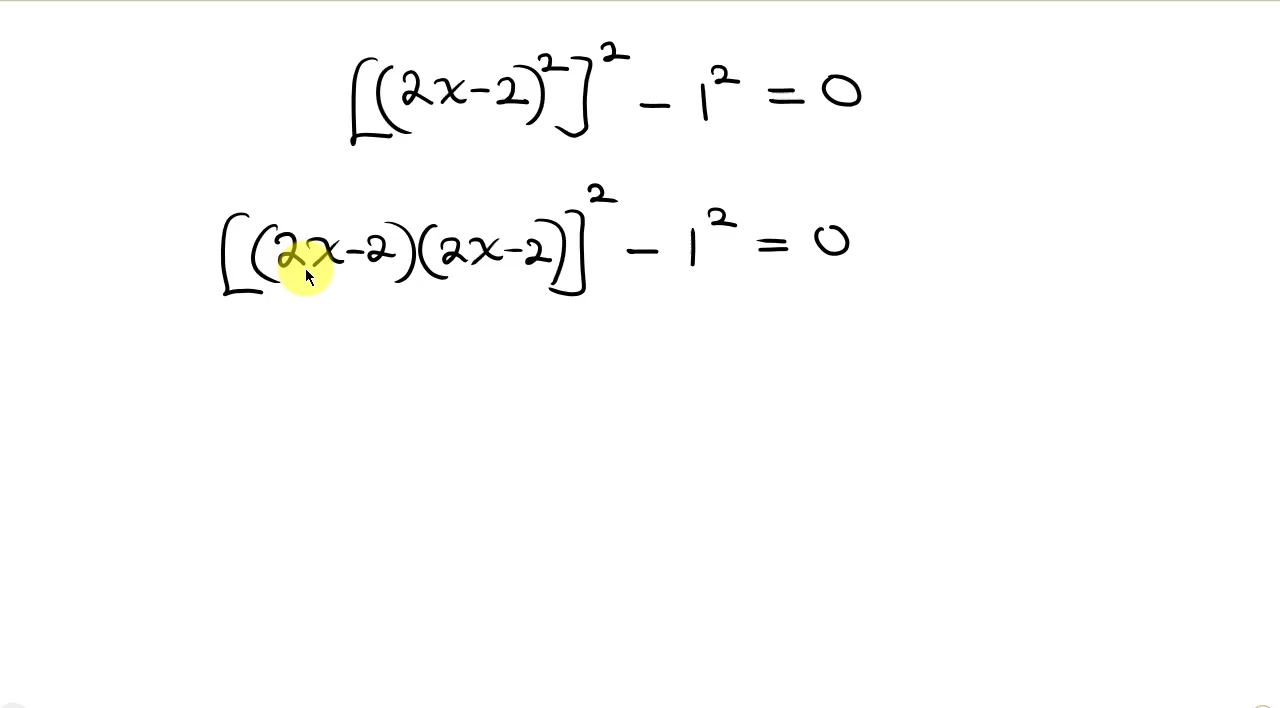 [(2x-2)²]² - 1² = 0
[(2x-2)(2x-2)]² - 1² = 0